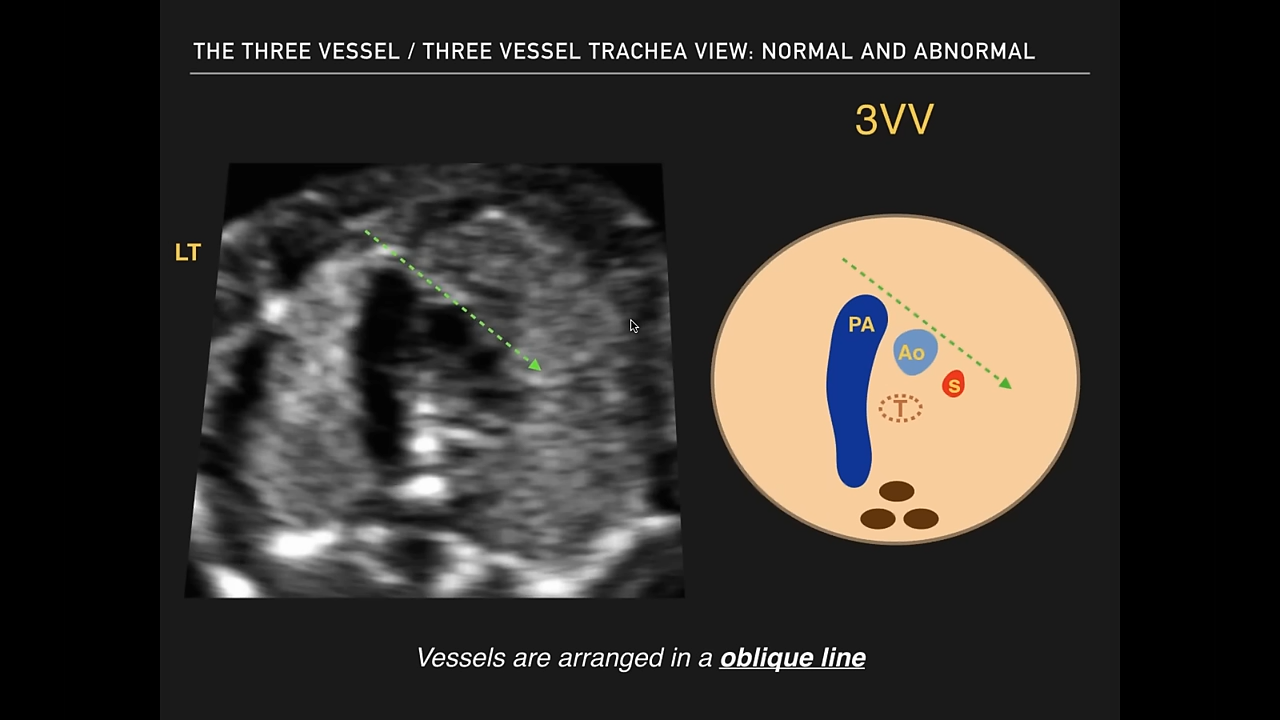 THE THREE VESSEL / THREE VESSEL TRACHEA VIEW: NORMAL AND ABNORMAL
3VV
LT
PA
Ao
S
T
Vessels are arranged in a oblique line